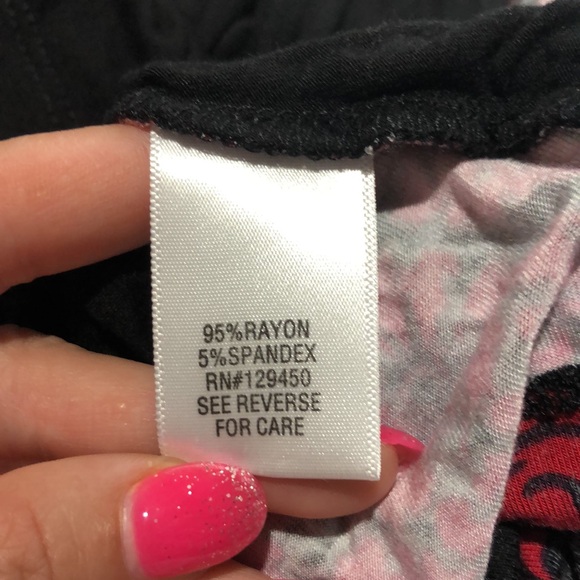 95%RAYON
5%SPANDEX
RN#129450
SEE REVERSE
FOR CARE